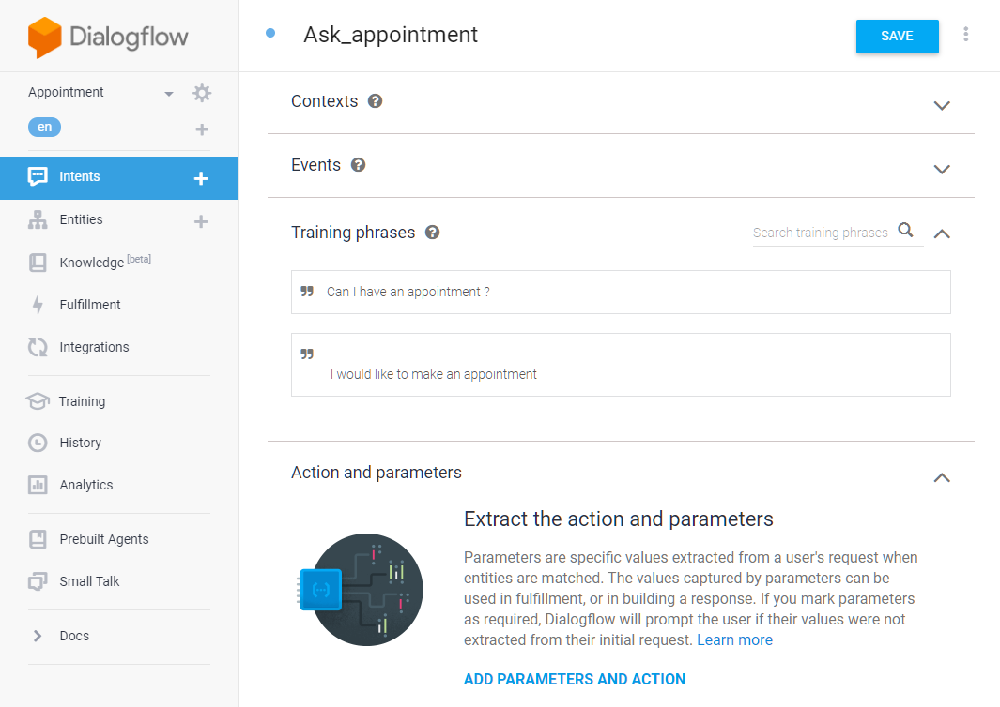 Dialogflow
Ask_appointment
SAVE
Appointment
en
Intents
Entities
Knowledge [beta]
Fulfillment
Integrations
Training
History
Analytics
Prebuilt Agents
Small Talk
Docs
Contexts
Events
Training phrases
Search training phrases
Can I have an appointment ?
I would like to make an appointment
Action and parameters
Extract the action and parameters
Parameters are specific values extracted from a user's request when
entities are matched. The values captured by parameters can be
used in fulfillment, or in building a response. If you mark parameters
as required, Dialogflow will prompt the user if their values were not
extracted from their initial request. Learn more
ADD PARAMETERS AND ACTION